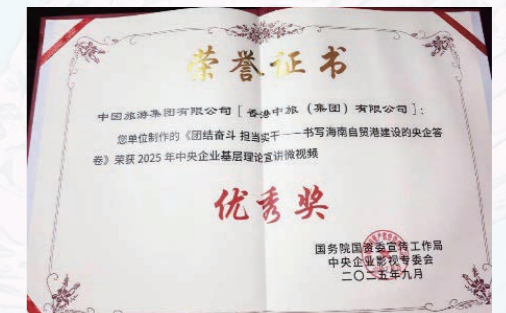 荣誉证书
中国旅游集团有限公司[香港中旅（集团）有限公司]：
您单位制作的《团结奋斗 担当实干——书写海南自贸港建设的央企答
卷》荣获2025年中央企业基层理论宣讲微视频
优秀奖
国务院国资委宣传工作局
中央企业影视专委会
二〇二五年九月